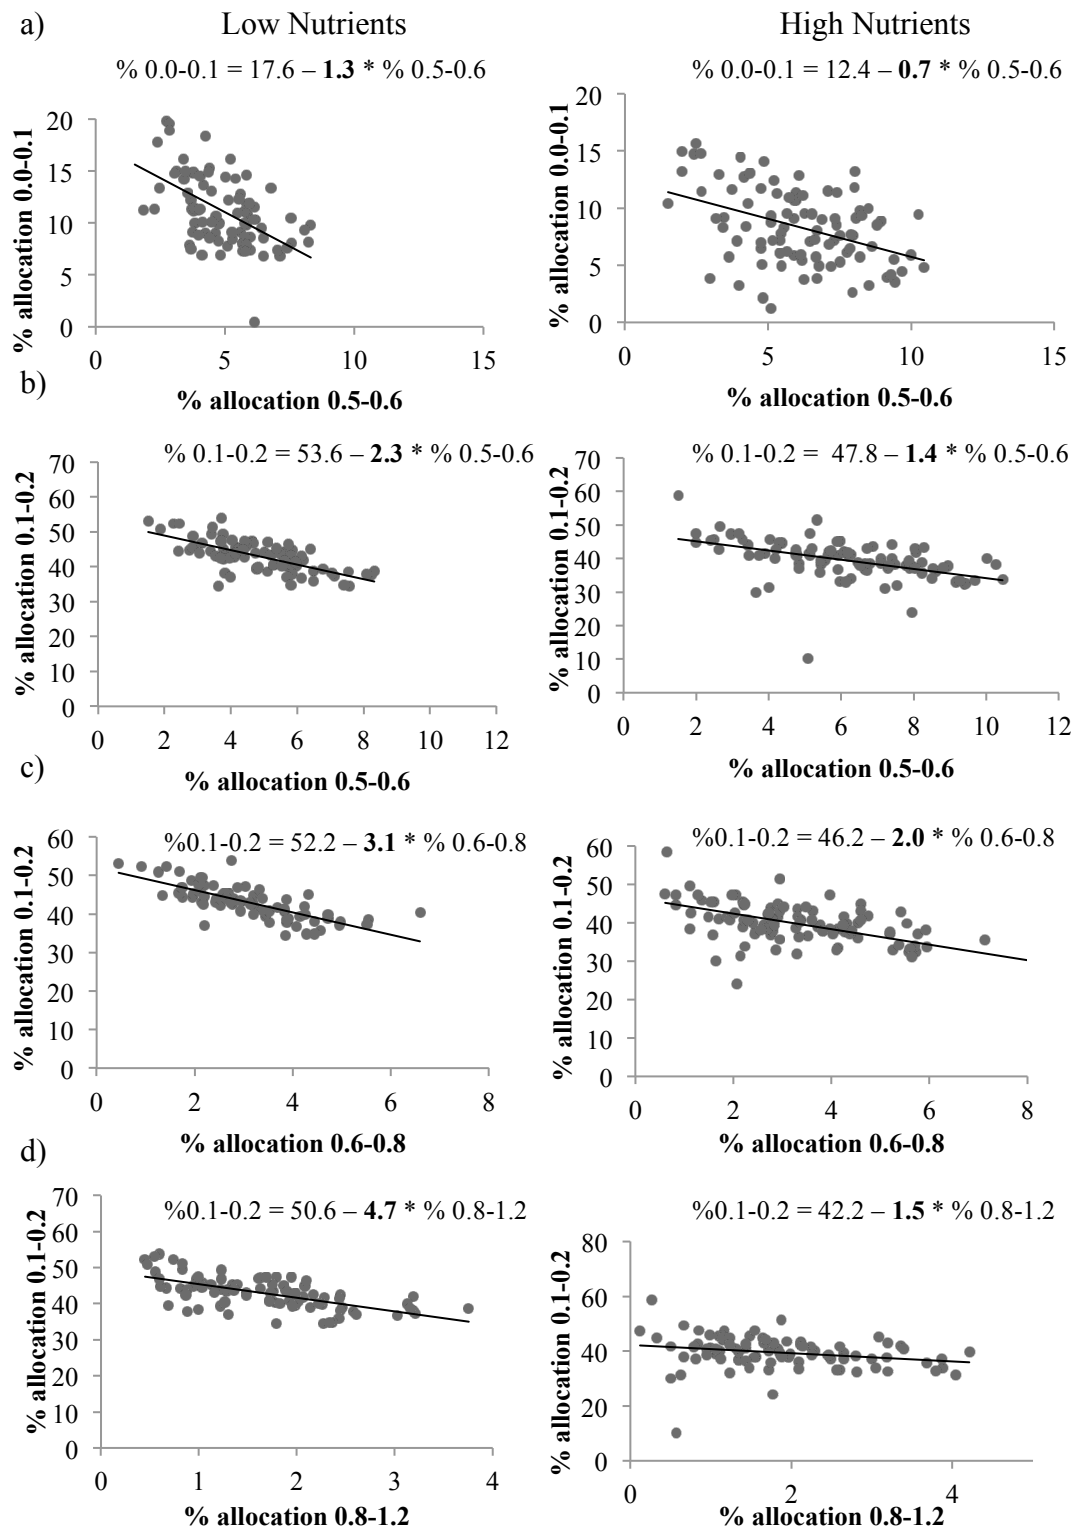 a) Low Nutrients High Nutrients
% 0.0-0.1 = 17.6 – 1.3 * % 0.5-0.6
% 0.0-0.1 = 12.4 – 0.7 * % 0.5-0.6
% allocation 0.0-0.1
20
15
10
5
0
0 5 10 15
% allocation 0.5-0.6
% allocation 0.0-0.1
20
15
10
5
0
0 5 10 15
% allocation 0.5-0.6
b)
% 0.1-0.2 = 53.6 – 2.3 * % 0.5-0.6
% 0.1-0.2 = 47.8 – 1.4 * % 0.5-0.6
% allocation 0.1-0.2
70
60
50
40
30
20
10
0
0 2 4 6 8 10 12
% allocation 0.5-0.6
% allocation 0.1-0.2
70
60
50
40
30
20
10
0
0 2 4 6 8 10 12
% allocation 0.5-0.6
c)
%0.1-0.2 = 52.2 – 3.1 * % 0.6-0.8
%0.1-0.2 = 46.2 – 2.0 * % 0.6-0.8
% allocation 0.1-0.2
60
50
40
30
20
10
0
0 2 4 6 8
% allocation 0.6-0.8
% allocation 0.1-0.2
60
50
40
30
20
10
0
0 2 4 6 8
% allocation 0.6-0.8
d)
%0.1-0.2 = 50.6 – 4.7 * % 0.8-1.2
%0.1-0.2 = 42.2 – 1.5 * % 0.8-1.2
% allocation 0.1-0.2
70
60
50
40
30
20
10
0
0 1 2 3 4
% allocation 0.8-1.2
% allocation 0.1-0.2
80
60
40
20
0
0 2 4
% allocation 0.8-1.2